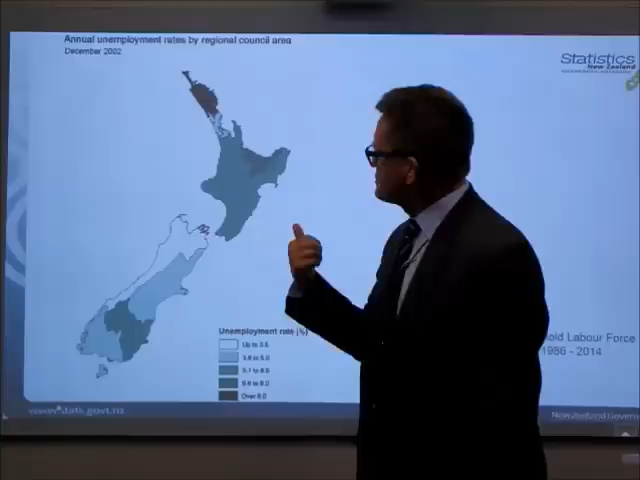 Annual unemployment rates by regional council area
December 2002
Statistics
New Zealand
Unemployment rate (%)
Up to 3.5
3.6 to 5.0
5.1 to 6.5
6.6 to 8.0
Over 8.0
old Labour Force
1986 - 2014
www.stats.govt.nz
New Zealand Governm